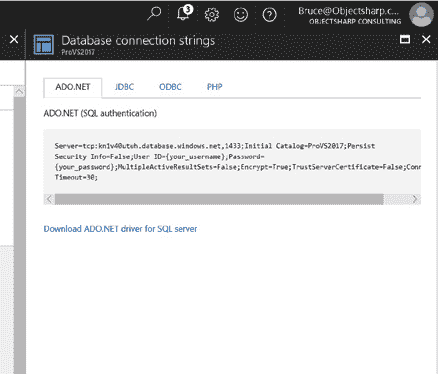 3
Bruce@Objectsharp.c...
OBJECTSHARP CONSULTING
Database connection strings
ProVS2017
ADO.NET
JDBC
ODBC
PHP
ADO.NET (SQL authentication)
Server=tcp:kn1v40utuh.database.windows.net,1433;Initial Catalog=ProVS2017;Persist
Security Info=False;User ID={your_username};Password=
{your_password};MultipleActiveResultSets=False;Encrypt=True;TrustServerCertificate=False;Conn
Timeout=30;
Download ADO.NET driver for SQL server